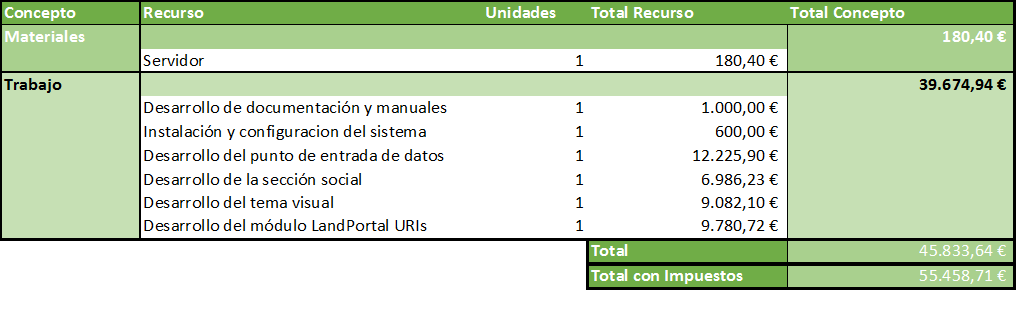 Concepto Recurso Unidades Total Recurso Total Concepto
Materiales 180,40 €
Servidor 1 180,40 €
Trabajo 39.674,94 €
Desarrollo de documentación y manuales 1 1.000,00 €
Instalación y configuracion del sistema 1 600,00 €
Desarrollo del punto de entrada de datos 1 12.225,90 €
Desarrollo de la sección social 1 6.986,23 €
Desarrollo del tema visual 1 9.082,10 €
Desarrollo del módulo LandPortal URIs 1 9.780,72 €
Total 45.833,64 €
Total con Impuestos 55.458,71 €